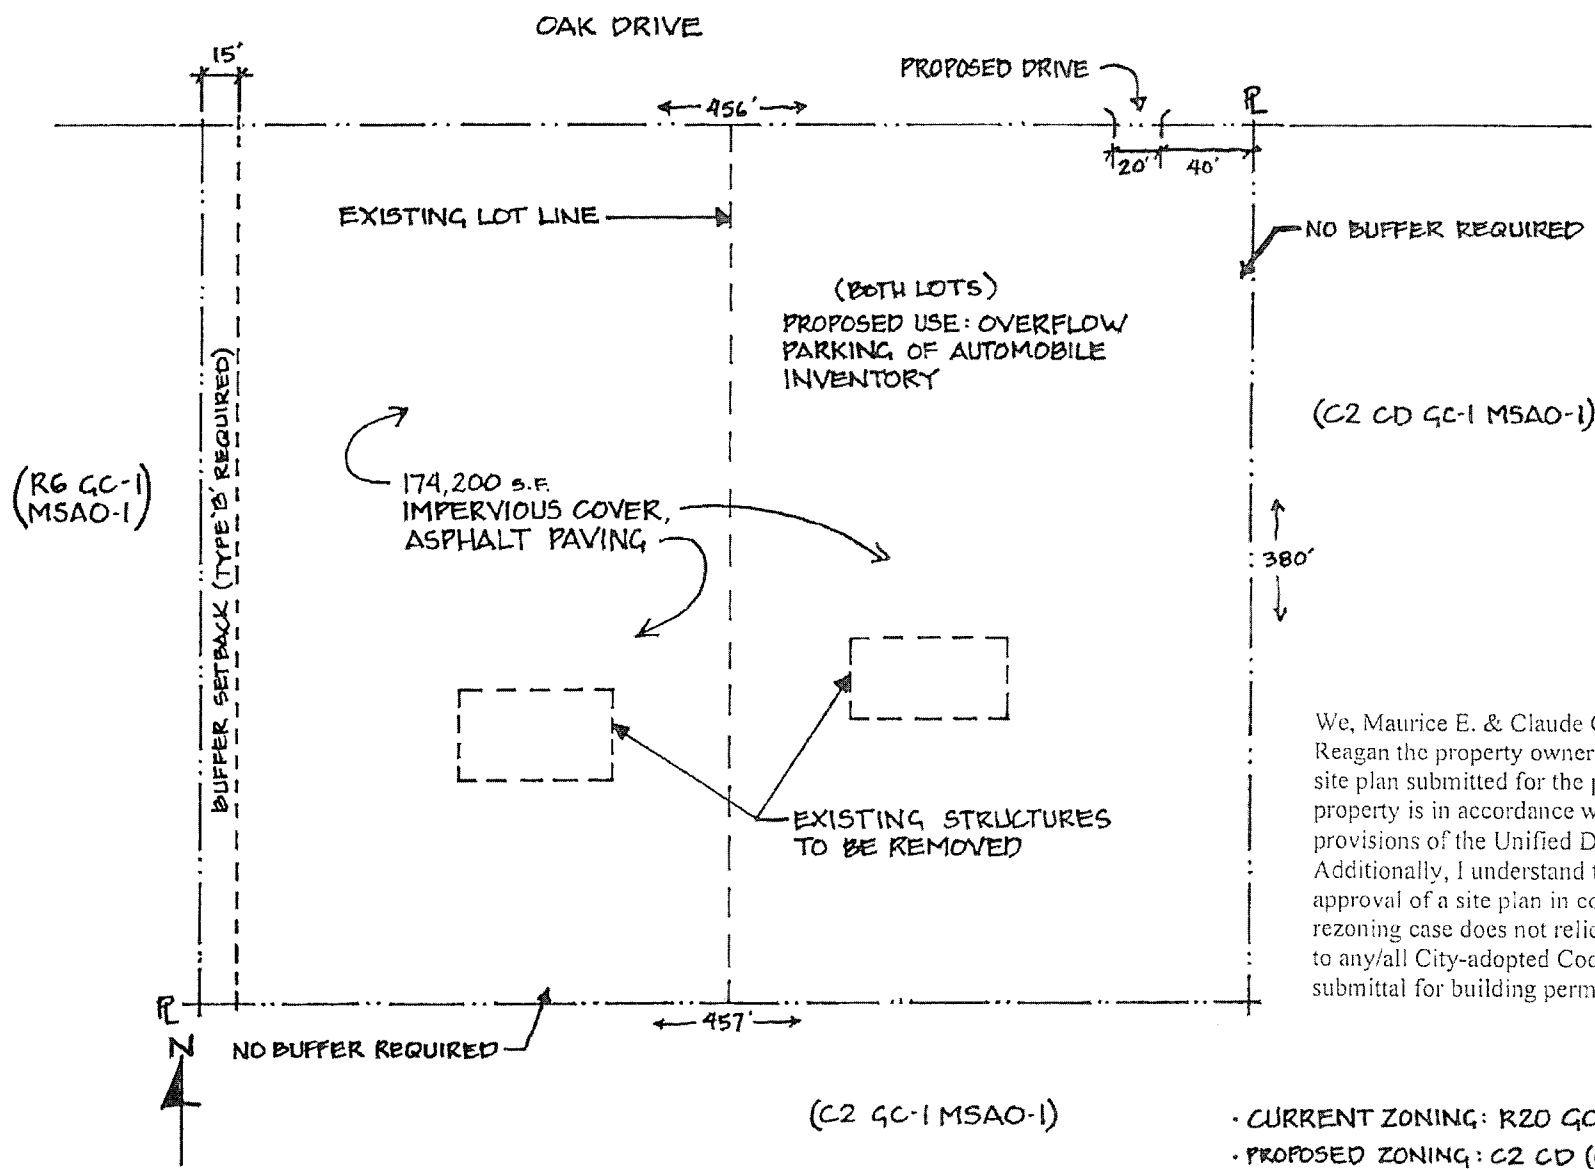 OAK DRIVE
15'
PROPOSED DRIVE
456'
PL
20'
40'
EXISTING LOT LINE
NO BUFFER REQUIRED
(BOTH LOTS)
PROPOSED USE: OVERFLOW
PARKING OF AUTOMOBILE
INVENTORY
BUFFER SETBACK (TYPE 'B' REQUIRED)
(C2 CD GC-1 MSAO-1)
(R6 GC-1
MSAO-1)
174,200 S.F.
IMPERVIOUS COVER,
ASPHALT PAVING
380'
We, Maurice E. & Claude
Reagan the property owner
site plan submitted for the
property is in accordance
provisions of the Unified D
Additionally, I understand
approval of a site plan in
rezoning case does not
to any/all City-adopted
submittal for building
EXISTING STRUCTURES
TO BE REMOVED
PL
457'
N
NO BUFFER REQUIRED
(C2 GC-1 MSAO-1)
· CURRENT ZONING: R20
· PROPOSED ZONING: C2 CD (